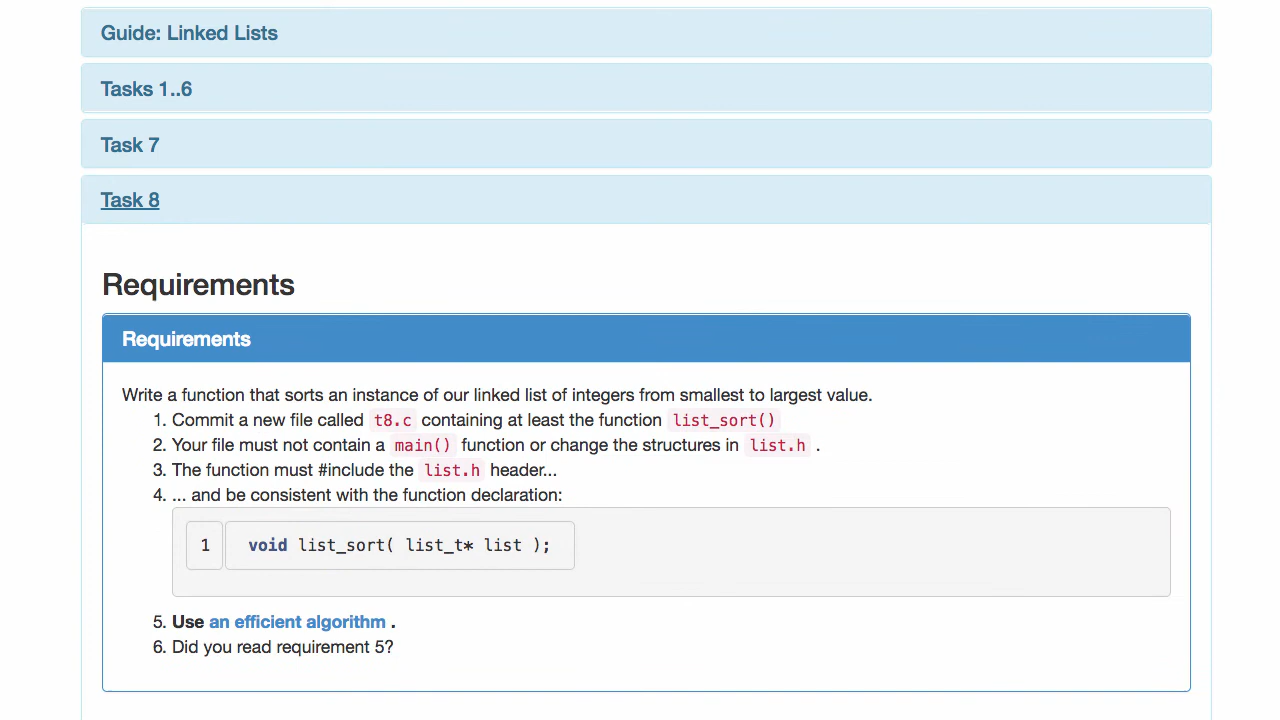 Guide: Linked Lists
Tasks 1..6
Task 7
Task 8
Requirements
Requirements
Write a function that sorts an instance of our linked list of integers from smallest to largest value.
1. Commit a new file called t8.c containing at least the function list_sort()
2. Your file must not contain a main() function or change the structures in list.h .
3. The function must #include the list.h header...
4. ... and be consistent with the function declaration:
1 void list_sort( list_t* list );
5. Use an efficient algorithm .
6. Did you read requirement 5?